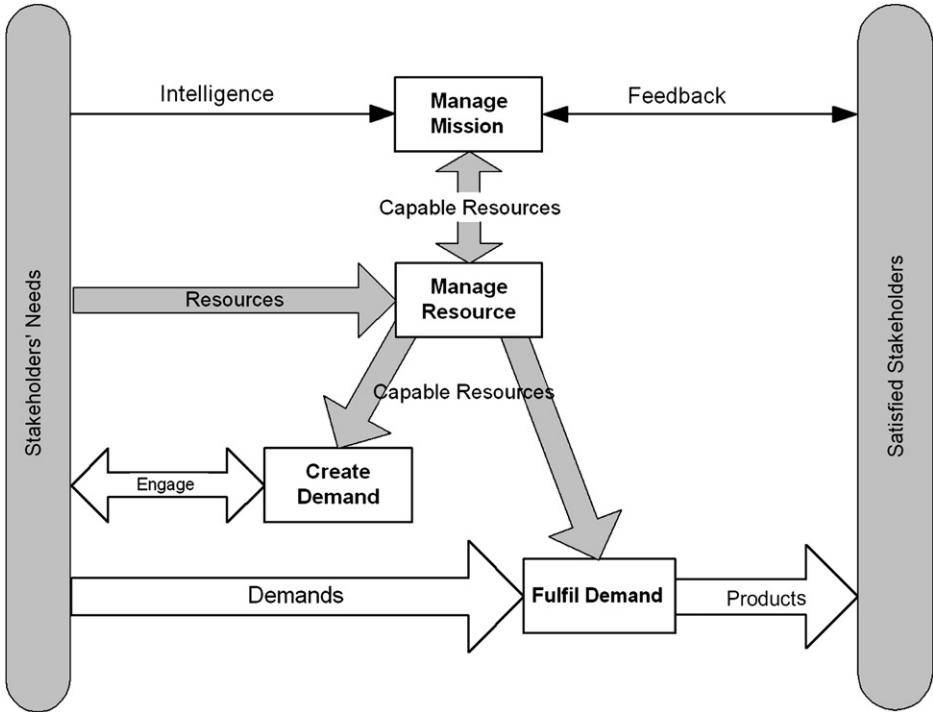 Stakeholders' Needs
Intelligence
Manage
Mission
Feedback
Capable Resources
Resources
Manage
Resource
Capable Resources
Engage
Create
Demand
Demands
Fulfil Demand
Products
Satisfied Stakeholders